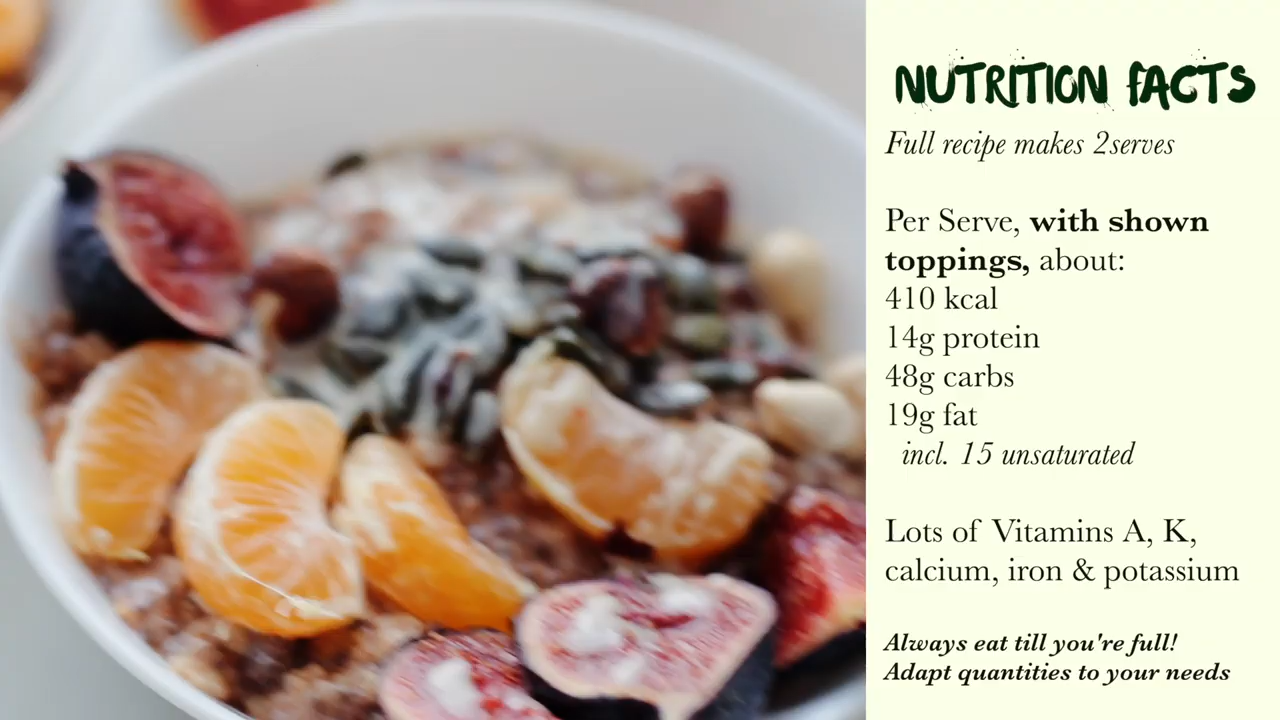 NUTRITION FACTS
Full recipe makes 2serves
Per Serve, with shown
toppings, about:
410 kcal
14g protein
48g carbs
19g fat
incl. 15 unsaturated
Lots of Vitamins A, K,
calcium, iron & potassium
Always eat till you're full!
Adapt quantities to your needs